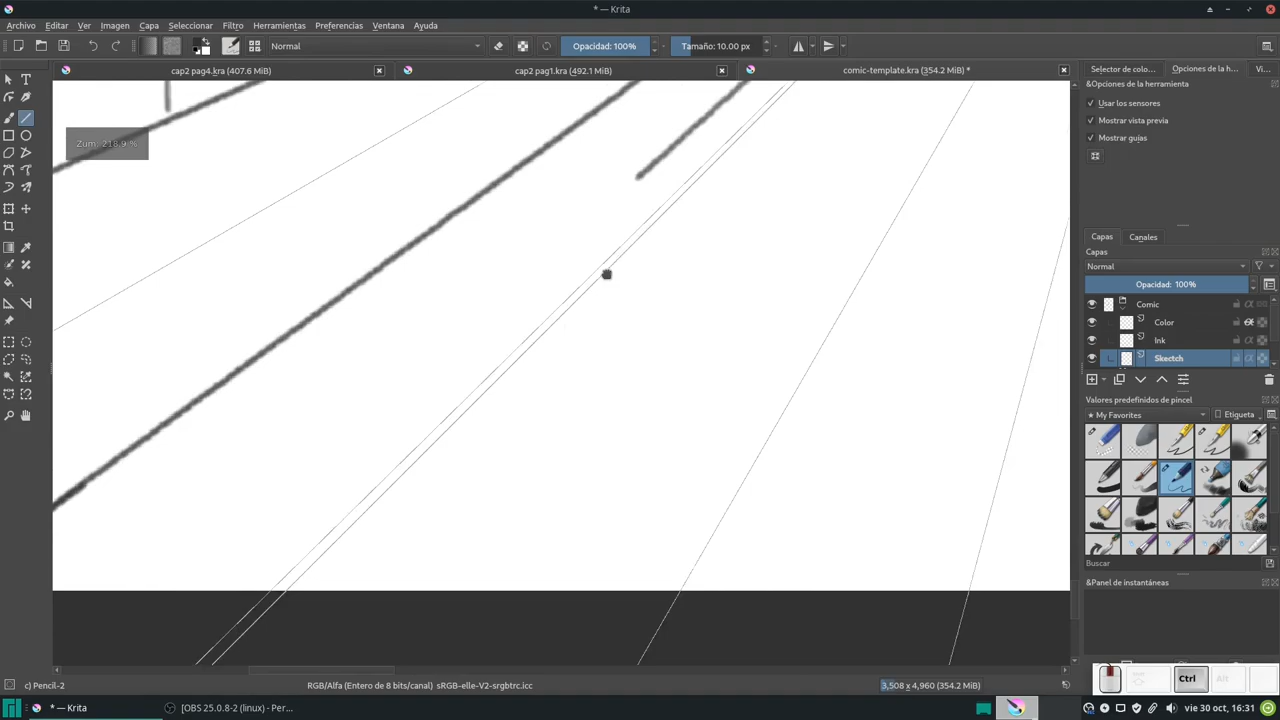 * — Krita
Archivo Editar Ver Imagen Capa Seleccionar Filtro Herramientas Preferencias Ventana Ayuda
Normal Opacidad: 100% Tamaño: 10.00 px
cap2 pag4.kra (407.6 MiB) cap2 pag1.kra (492.1 MiB) comic-template.kra (354.2 MiB) *
Selector de colo... Opciones de la h... Vi...
&Opciones de la herramienta
Usar los sensores
Mostrar vista previa
Mostrar guías
Zum: 218.9 %
Capas Canales
Capas
Normal
Opacidad: 100%
Comic
Color
Ink
Skectch
Valores predefinidos de pincel
★ My Favorites Etiqueta
Buscar
&Panel de instantáneas
c) Pencil-2 RGB/Alfa (Entero de 8 bits/canal) sRGB-elle-V2-srgbtrc.icc 3,508 x 4,960 (354.2 MiB)
Ctrl Alt
* — Krita [OBS 25.0.8-2 (linux) - Per... vie 30 oct, 16:31